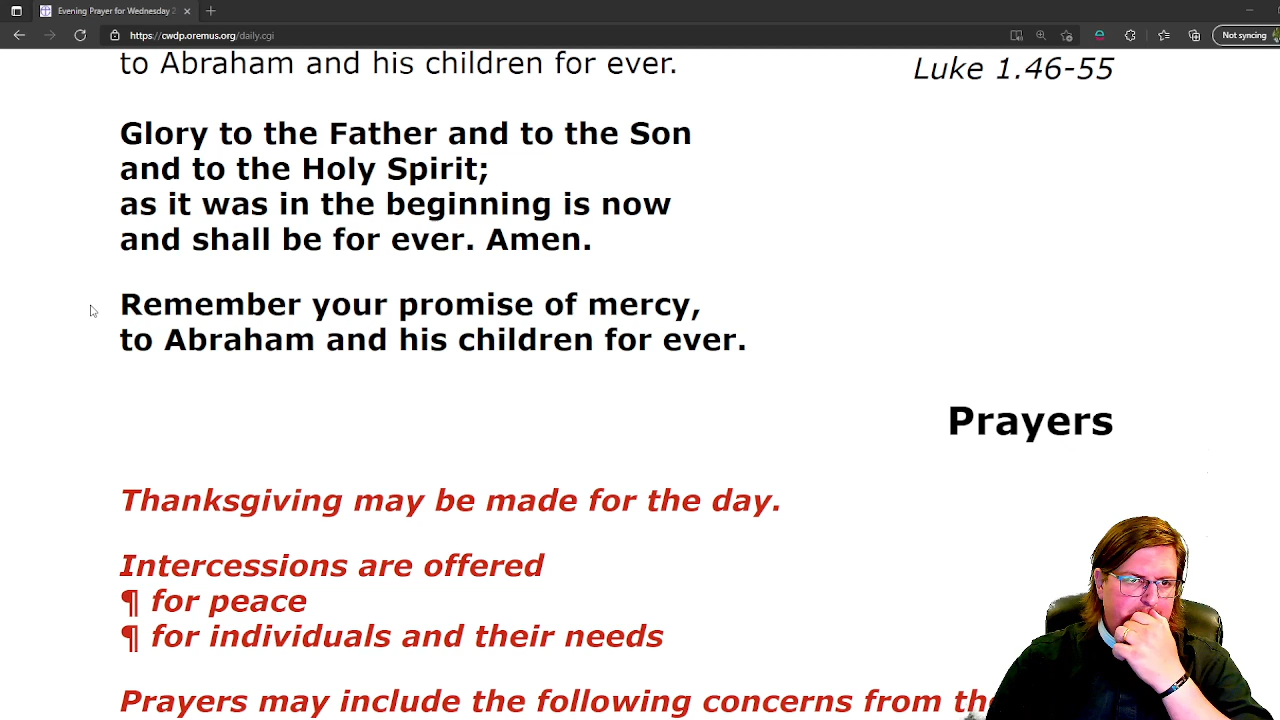 Evening Prayer for Wednesday 2
https://cwdp.oremus.org/daily.cgi
Not syncing
to Abraham and his children for ever.
Luke 1.46-55
Glory to the Father and to the Son
and to the Holy Spirit;
as it was in the beginning is now
and shall be for ever. Amen.
Remember your promise of mercy,
to Abraham and his children for ever.
Prayers
Thanksgiving may be made for the day.
Intercessions are offered
¶ for peace
¶ for individuals and their needs
Prayers may include the following concerns from the